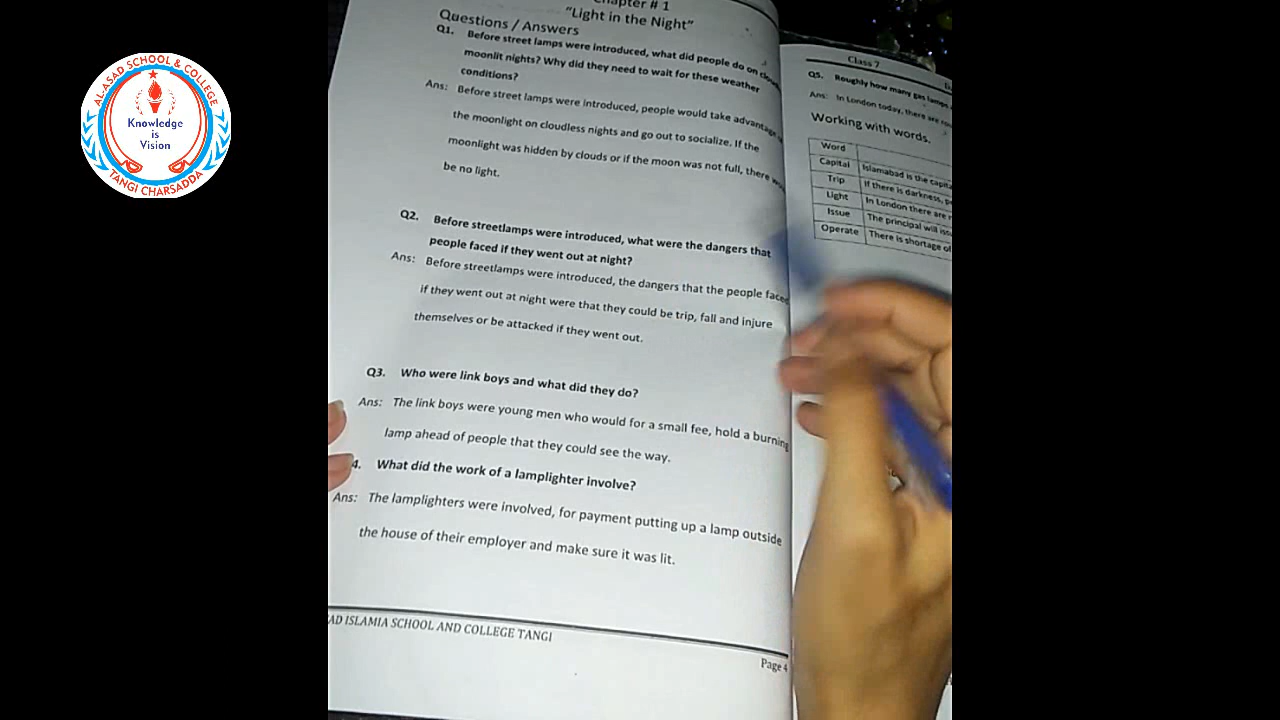 AL-ASAD SCHOOL & COLLEGE
Knowledge
is
Vision
TANGI CHARSADDA
Chapter # 1
"Light in the Night"
Questions / Answers
Q1. Before street lamps were introduced, what did people do on
moonlit nights? Why did they need to wait for these weather
conditions?
Ans: Before street lamps were introduced, people would take advantage
the moonlight on cloudless nights and go out to socialize. If the
moonlight was hidden by clouds or if the moon was not full, there
be no light.
Q2. Before streetlamps were introduced, what were the dangers that
people faced if they went out at night?
Ans: Before streetlamps were introduced, the dangers that the people faced
if they went out at night were that they could be trip, fall and injure
themselves or be attacked if they went out.
Q3. Who were link boys and what did they do?
Ans: The link boys were young men who would for a small fee, hold a burning
lamp ahead of people that they could see the way.
4. What did the work of a lamplighter involve?
Ans: The lamplighters were involved, for payment putting up a lamp outside
the house of their employer and make sure it was lit.
ISLAMIA SCHOOL AND COLLEGE TANGI
Page 4
Class 7
Q5. Roughly how many gas lamps
Ans: In London today, there are
Working with words.
Word
Capital Islamabad is the
Trip If there is darkness,
Light In London there are
Issue The principal will
Operate There is shortage of